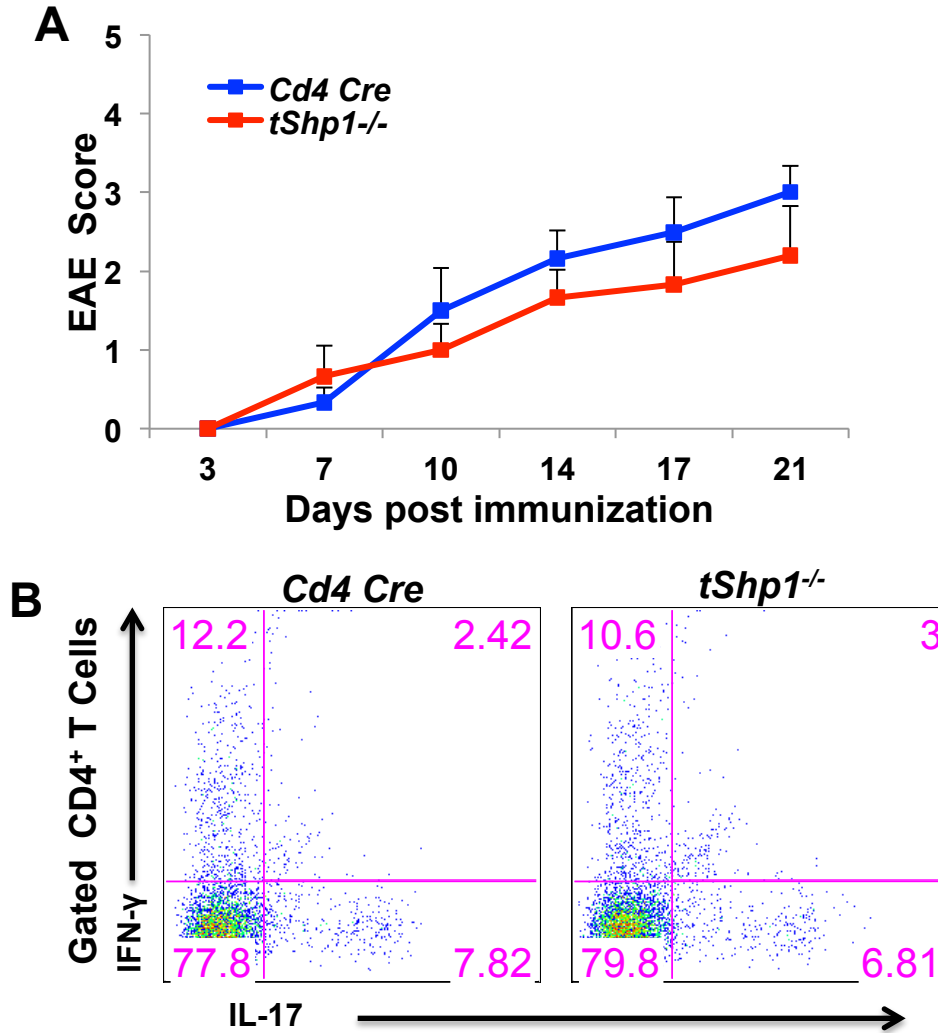 A
EAE Score
5
4
3
2
1
0
Cd4 Cre
tShp1-/-
3 7 10 14 17 21
Days post immunization
B
Cd4 Cre
tShp1-/-
Gated CD4+ T Cells
IFN-γ
12.2 2.42
77.8 7.82
10.6 3
79.8 6.81
IL-17